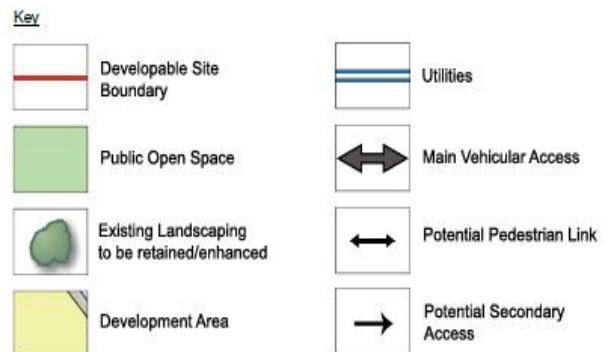 Key
Developable Site
Boundary
Public Open Space
Existing Landscaping
to be retained/enhanced
Development Area
Utilities
Main Vehicular Access
Potential Pedestrian Link
Potential Secondary
Access